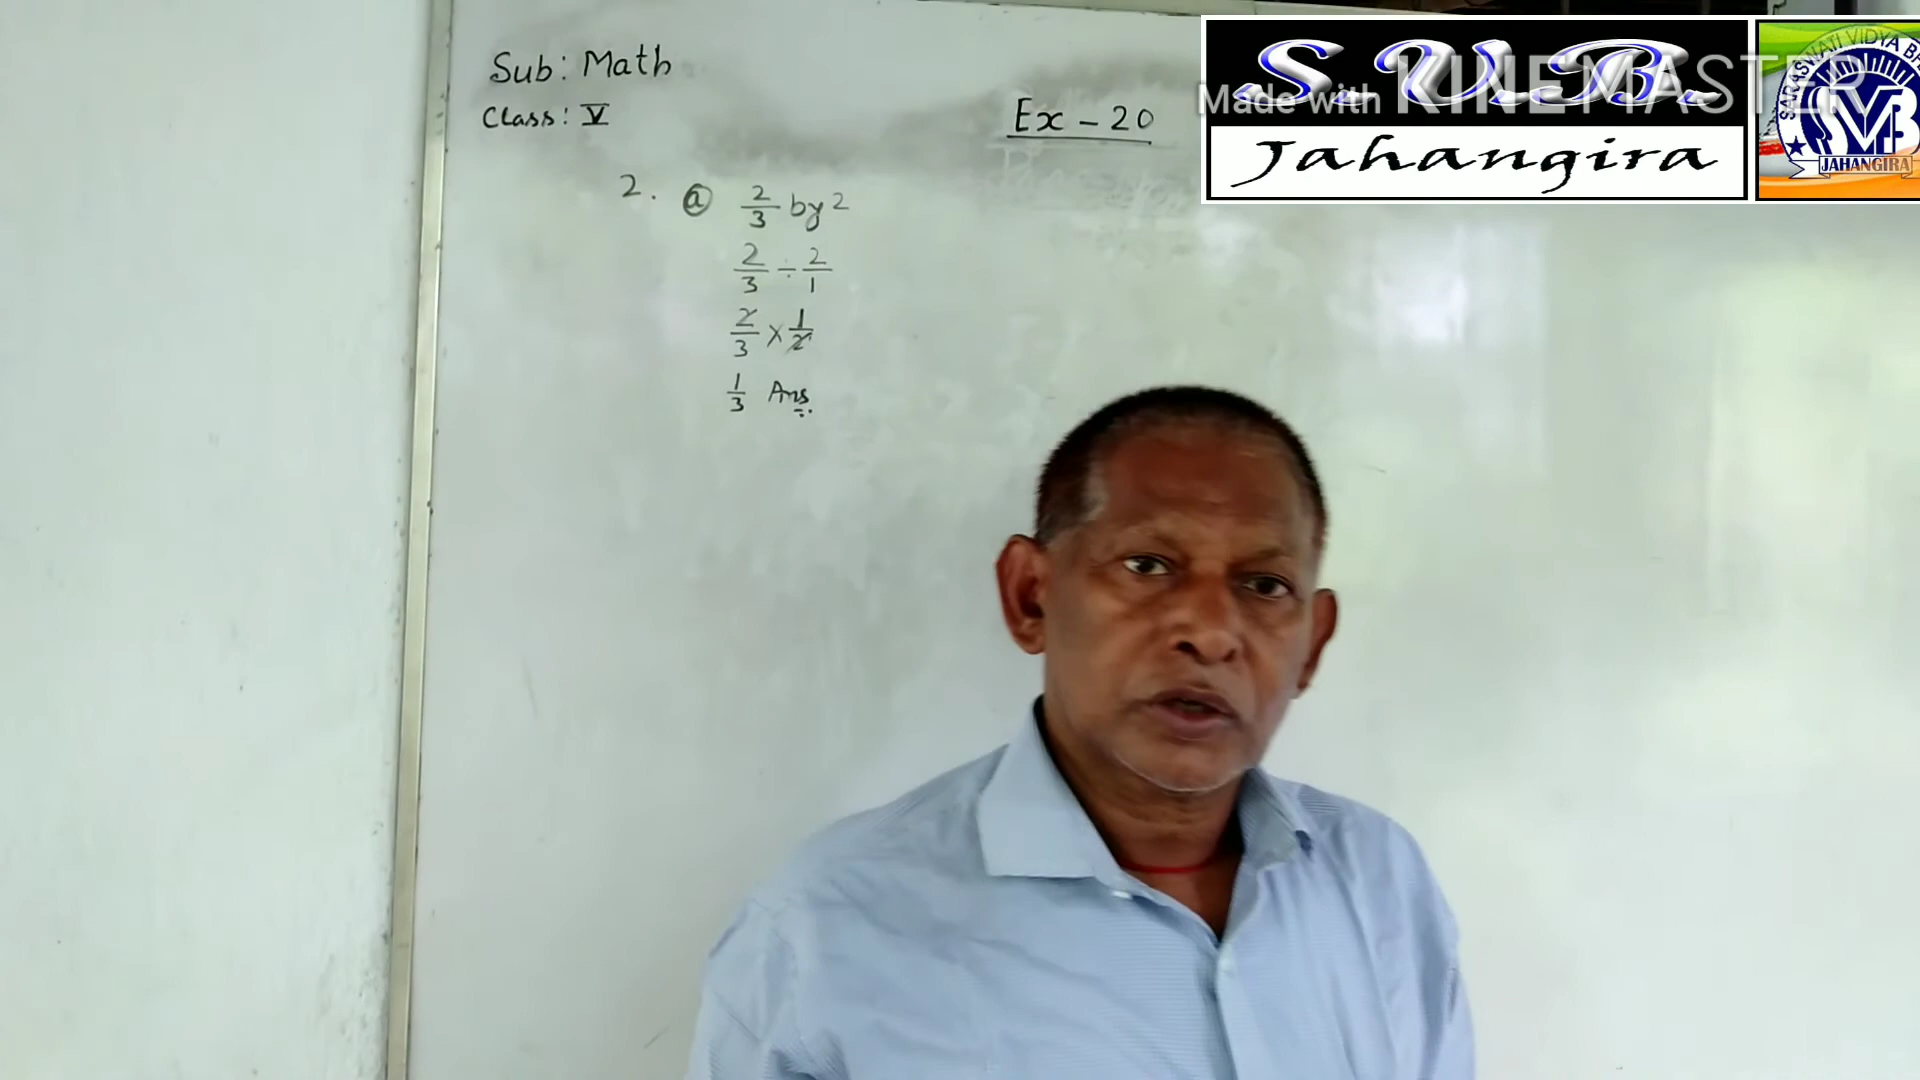 Sub: Math
Class: V
Ex - 20
2. (a) 2/3 by 2
2/3 ÷ 2/1
2/3 × 1/2
1/3 Ans
S.V.B.
Made with KINEMASTER
Jahangira
SARASWATI VIDYA
SVB
JAHANGIRA